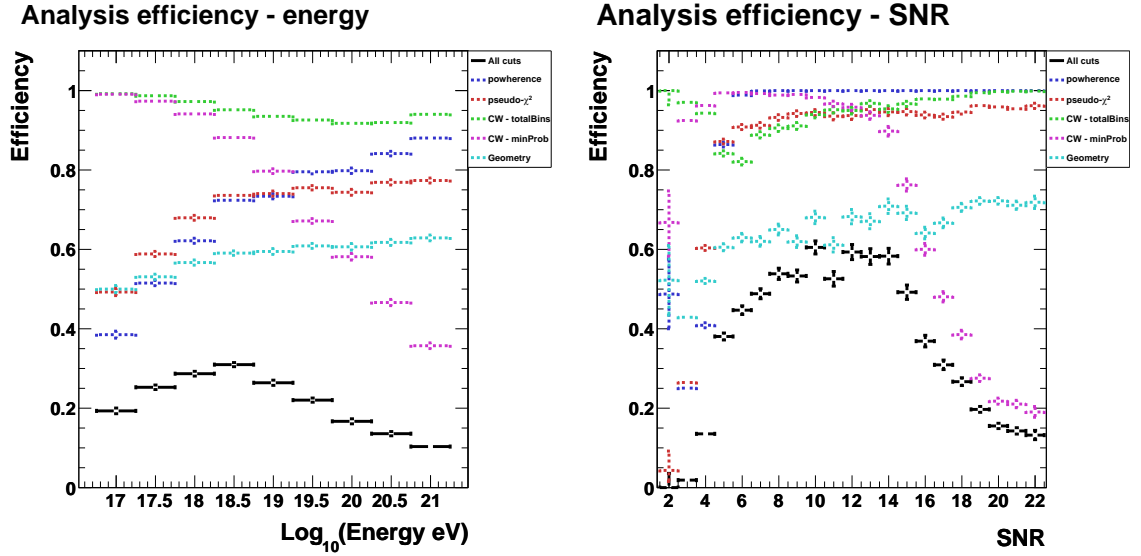 Analysis efficiency - energy
Efficiency
1
0.8
0.6
0.4
0.2
0
17 17.5 18 18.5 19 19.5 20 20.5 21
Log10(Energy eV)
All cuts
powherence
pseudo-χ²
CW - totalBins
CW - minProb
Geometry
Analysis efficiency - SNR
Efficiency
1
0.8
0.6
0.4
0.2
0
2 4 6 8 10 12 14 16 18 20 22
SNR
All cuts
powherence
pseudo-χ²
CW - totalBins
CW - minProb
Geometry